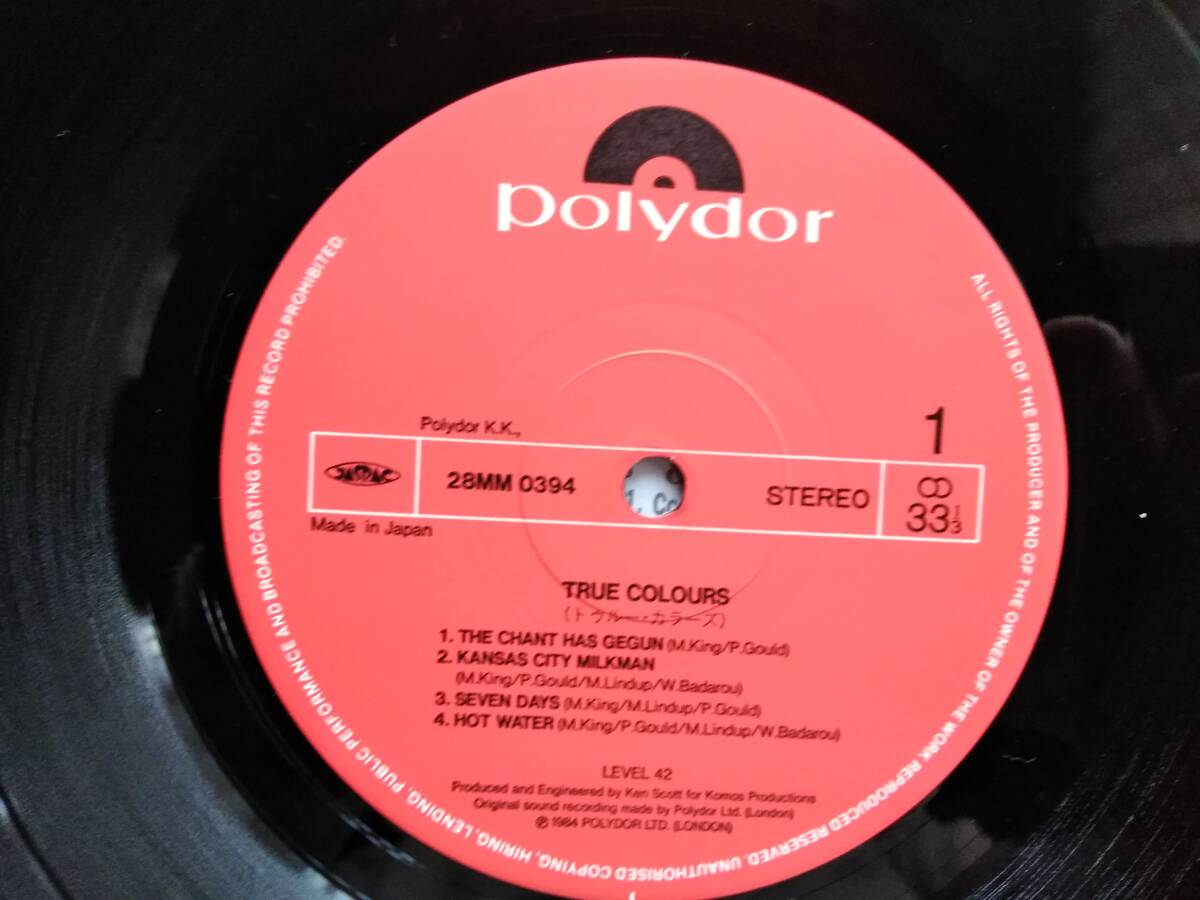 polydor
Polydor K.K.,
1
JASRAC
28MM 0394
STEREO
33 1/3
Made in Japan
TRUE COLOURS
(トゥルー・カラーズ)
1. THE CHANT HAS GEGUN (M.King/P.Gould)
2. KANSAS CITY MILKMAN
(M.King/P.Gould/M.Lindup/W.Badarou)
3. SEVEN DAYS (M.King/M.Lindup/P.Gould)
4. HOT WATER (M.King/P.Gould/M.Lindup/W.Badarou)
LEVEL 42
Produced and Engineered by Ken Scott for Komos Productions
Original sound recording made by Polydor Ltd. (London)
℗ 1984 POLYDOR LTD. (LONDON)
ALL RIGHTS OF THE PRODUCER AND OF THE OWNER OF THE WORK REPRODUCED RESERVED. UNAUTHORISED COPYING, HIRING, LENDING, PUBLIC PERFORMANCE AND BROADCASTING OF THIS RECORD PROHIBITED.